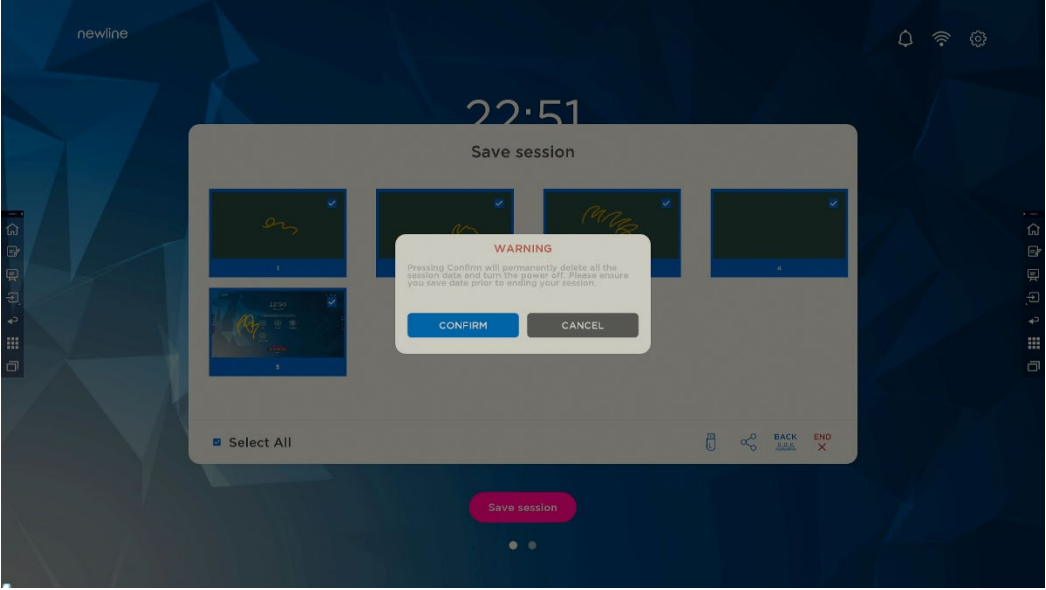 newline
22:51
Save session
WARNING
Pressing Confirm will permanently delete all the
session data and turn the power off. Please ensure
you save date prior to ending your session.
CONFIRM
CANCEL
1
4
12:50
5
Select All
BACK
END
Save session